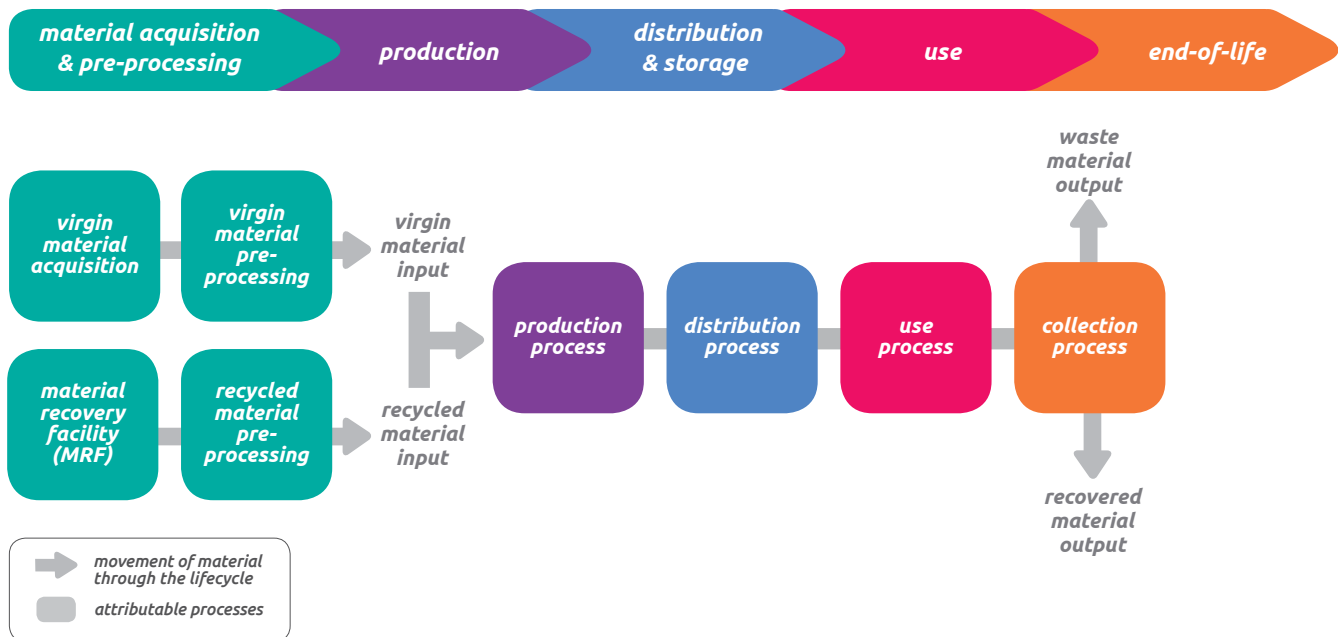 material acquisition
& pre-processing
production
distribution
& storage
use
end-of-life
waste
material
output
virgin
material
acquisition
virgin
material
pre-
processing
virgin
material
input
production
process
distribution
process
use
process
collection
process
material
recovery
facility
(MRF)
recycled
material
pre-
processing
recycled
material
input
recovered
material
output
movement of material
through the lifecycle
attributable processes